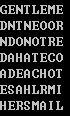 GENTLEME
DNTNEOOR
NDONOTRE
DAHATECO
ADEACHOT
ESAHLRMI
HERSMAIL